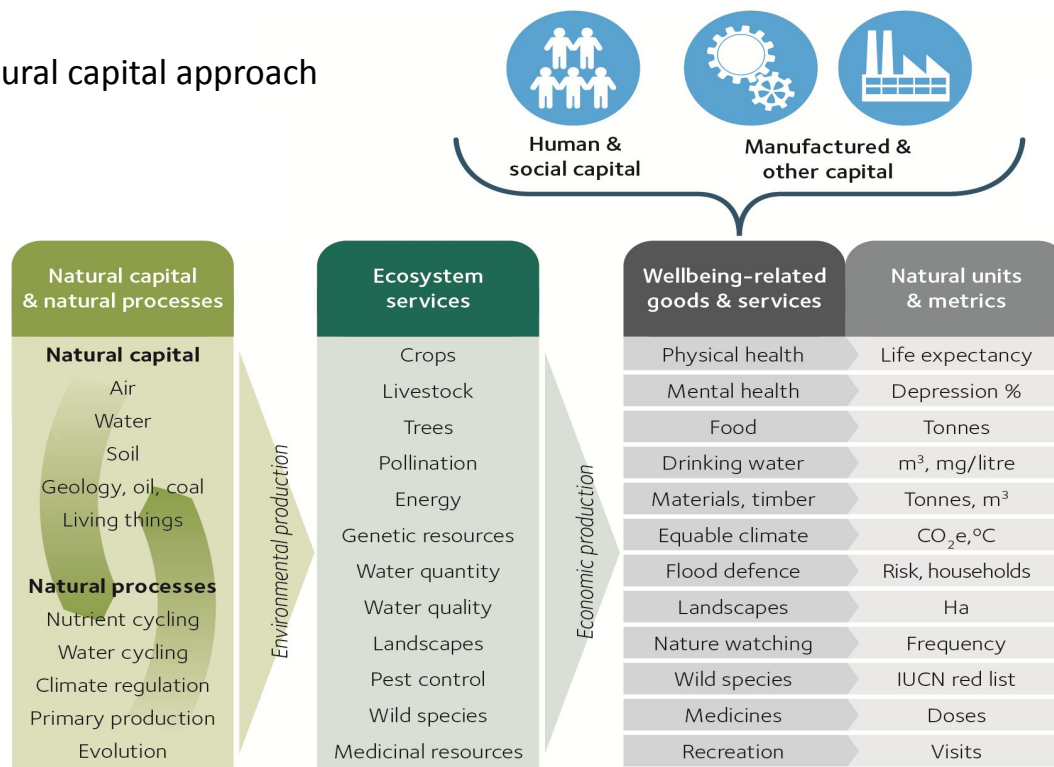 ural capital approach
Human &
social capital
Manufactured &
other capital
Natural capital
& natural processes
Natural capital
Air
Water
Soil
Geology, oil, coal
Living things
Natural processes
Nutrient cycling
Water cycling
Climate regulation
Primary production
Evolution
Environmental production
Ecosystem
services
Crops
Livestock
Trees
Pollination
Energy
Genetic resources
Water quantity
Water quality
Landscapes
Pest control
Wild species
Medicinal resources
Economic production
Wellbeing-related
goods & services
Natural units
& metrics
Physical health Life expectancy
Mental health Depression %
Food Tonnes
Drinking water m³, mg/litre
Materials, timber Tonnes, m³
Equable climate CO₂e,ºC
Flood defence Risk, households
Landscapes Ha
Nature watching Frequency
Wild species IUCN red list
Medicines Doses
Recreation Visits